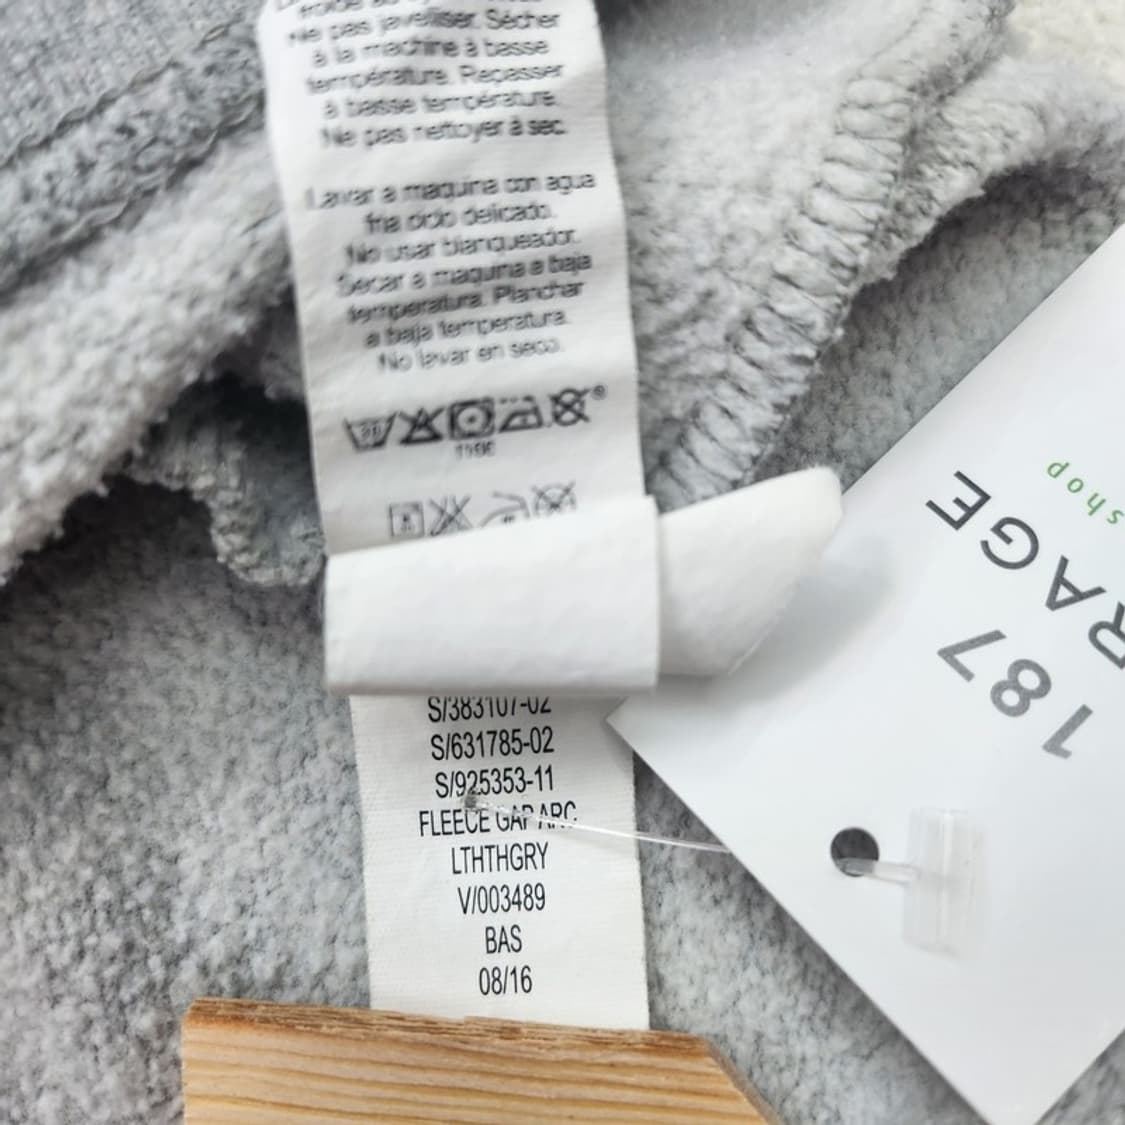 Ne pas javelliser. Sécher
à la machine à basse
température. Repasser
à basse température.
Ne pas nettoyer à sec.
Lavar a maquina con agua
fria ciclo delicado.
No usar blanqueador.
Secar a maquina a baja
temperatura. Planchar
a baja temperatura.
No lavar en seco.
30
110C
S/383107-02
S/631785-02
S/925353-11
FLEECE GAP ARC
LTHTHGRY
V/003489
BAS
08/16
shop
RAGE
187